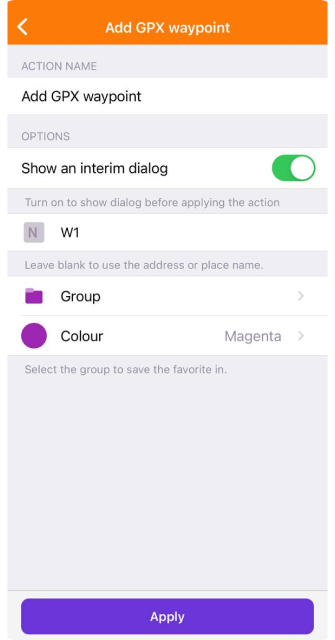 Add GPX waypoint
ACTION NAME
Add GPX waypoint
OPTIONS
Show an interim dialog
Turn on to show dialog before applying the action
N W1
Leave blank to use the address or place name.
Group
Colour Magenta
Select the group to save the favorite in.
Apply